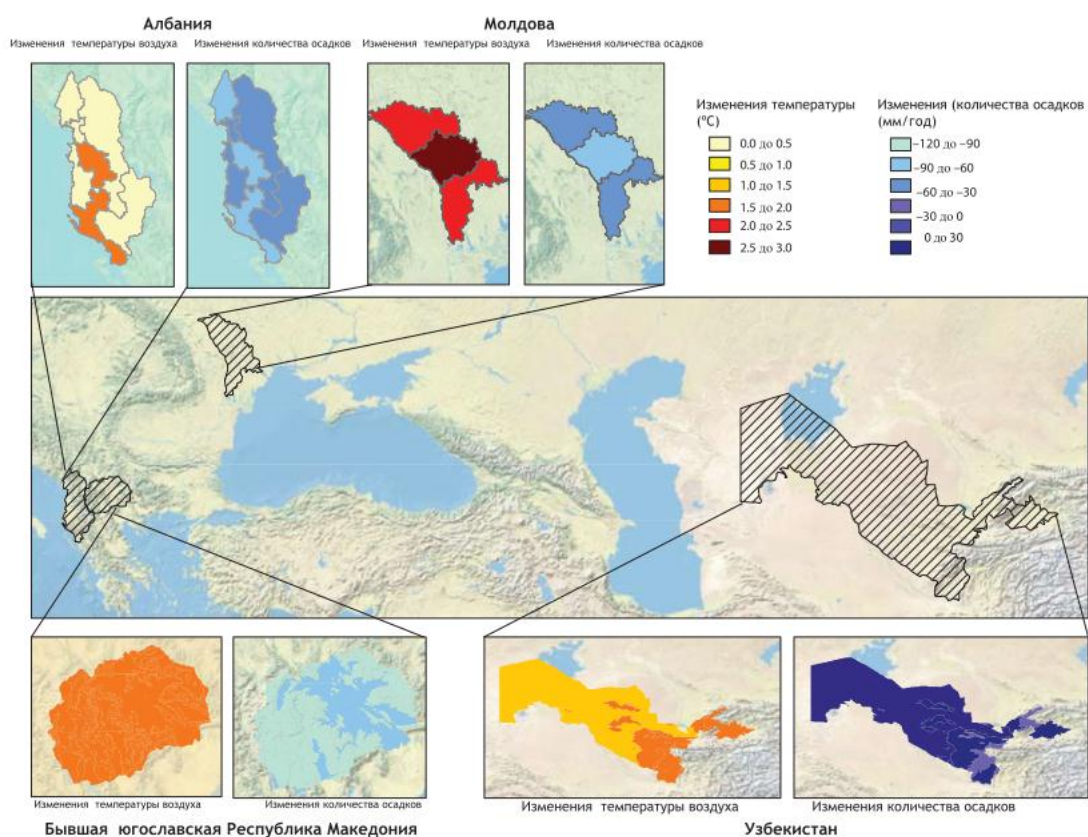 Албания
Молдова
Изменения температуры воздуха
Изменения количества осадков
Изменения температуры воздуха
Изменения количества осадков
Изменения температуры
(°C)
0.0 до 0.5
0.5 до 1.0
1.0 до 1.5
1.5 до 2.0
2.0 до 2.5
2.5 до 3.0
Изменения (количества осадков
(мм/год)
−120 до −90
−90 до −60
−60 до −30
−30 до 0
0 до 30
Изменения температуры воздуха
Изменения количества осадков
Бывшая югославская Республика Македония
Изменения температуры воздуха
Изменения количества осадков
Узбекистан